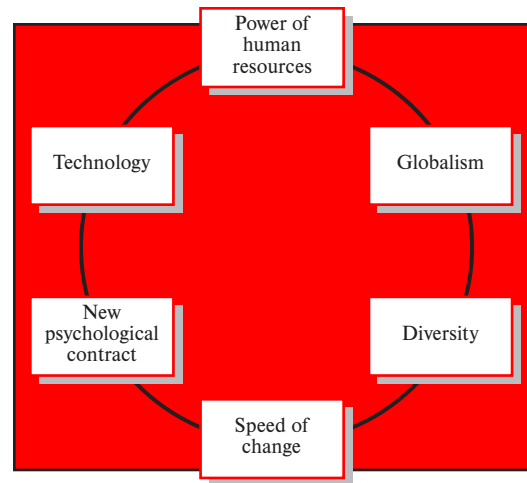 Power of
human
resources
Technology
Globalism
New
psychological
contract
Diversity
Speed of
change